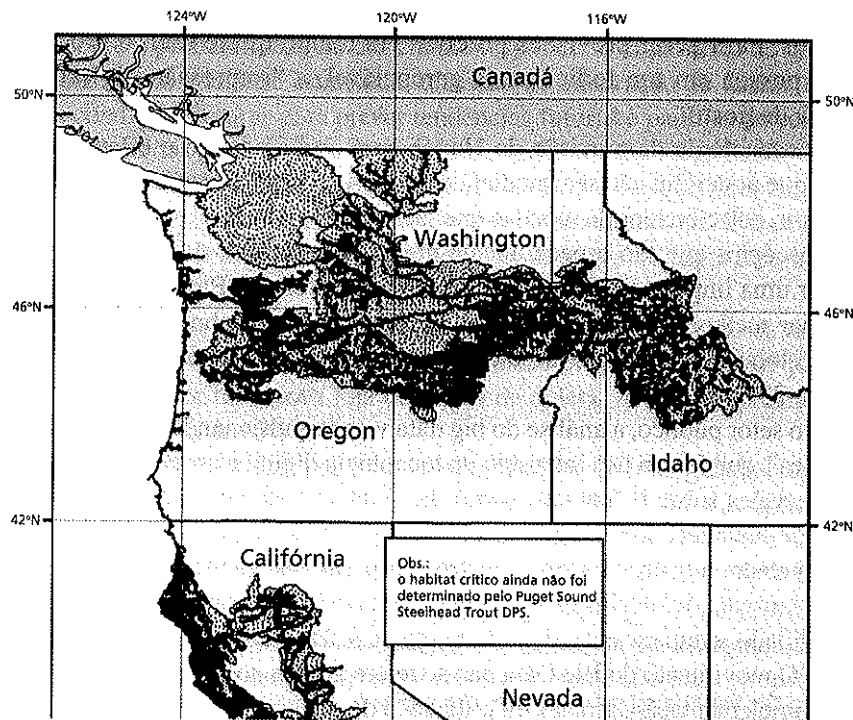 124°W 120°W 116°W
Canadá
50°N 50°N
Washington
46°N 46°N
Oregon
Idaho
42°N 42°N
Califórnia
Obs.:
o habitat crítico ainda não foi
determinado pelo Puget Sound
Steelhead Trout DPS.
Nevada